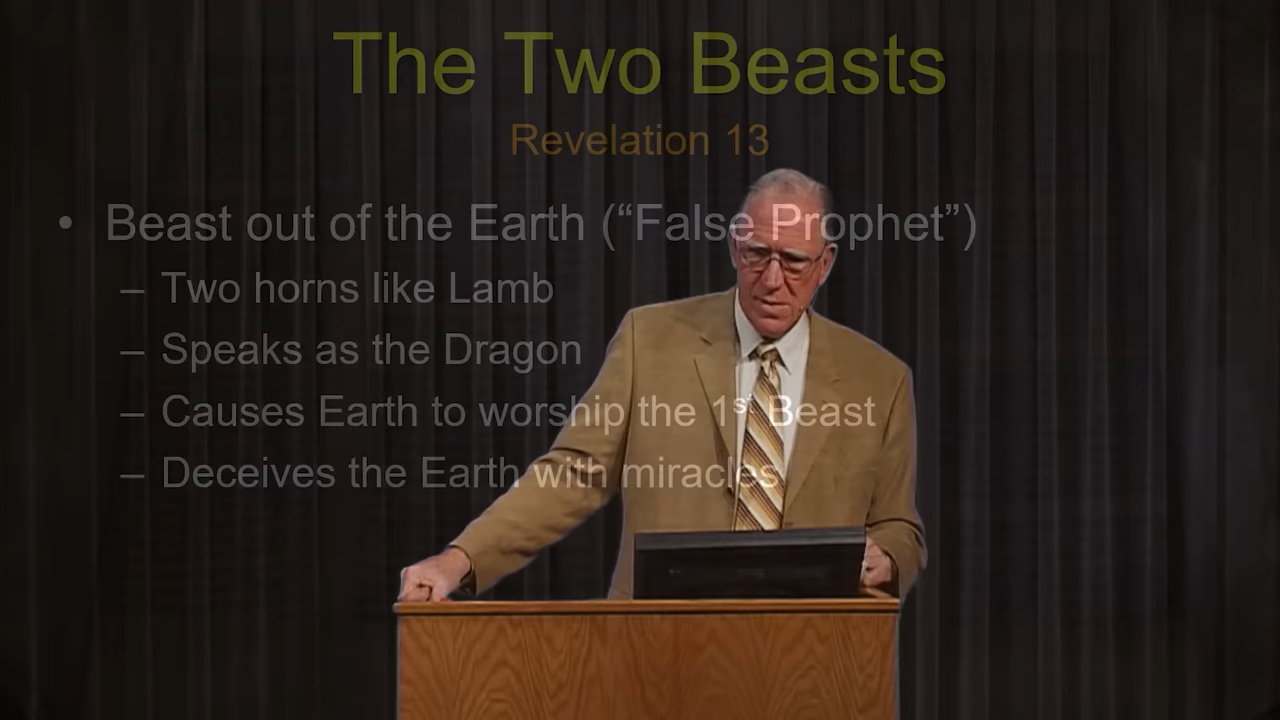 The Two Beasts
Revelation 13
• Beast out of the Earth (“False Prophet”)
– Two horns like Lamb
– Speaks as the Dragon
– Causes Earth to worship the 1st Beast
– Deceives the Earth with miracles